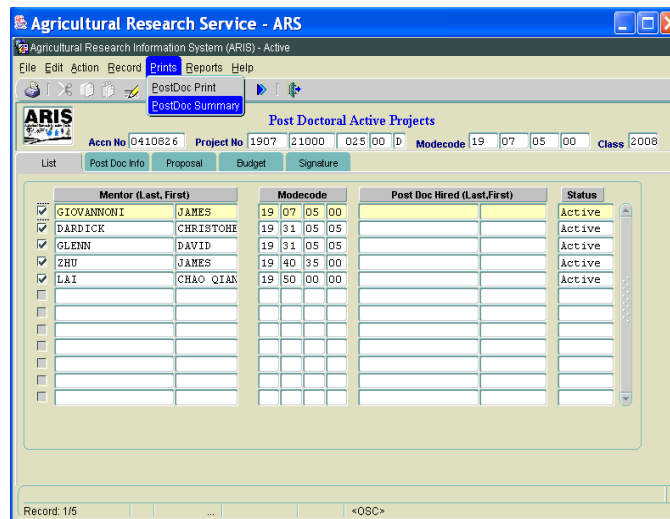 Agricultural Research Service - ARS
Agricultural Research Information System (ARIS) - Active
File Edit Action Record Prints Reports Help
PostDoc Print
PostDoc Summary
ARIS
Post Doctoral Active Projects
Accn No 0410826 Project No 1907 21000 025 00 D Modecode 19 07 05 00 Class 2008
List Post Doc Info Proposal Budget Signature
Mentor (Last, First) Modecode Post Doc Hired (Last,First) Status
GIOVANNONI JAMES 19 07 05 00 Active
DARDICK CHRISTOHE 19 31 05 05 Active
GLENN DAVID 19 31 05 05 Active
ZHU JAMES 19 40 35 00 Active
LAI CHAO QIAN 19 50 00 00 Active
Record: 1/5 ... <OSC>